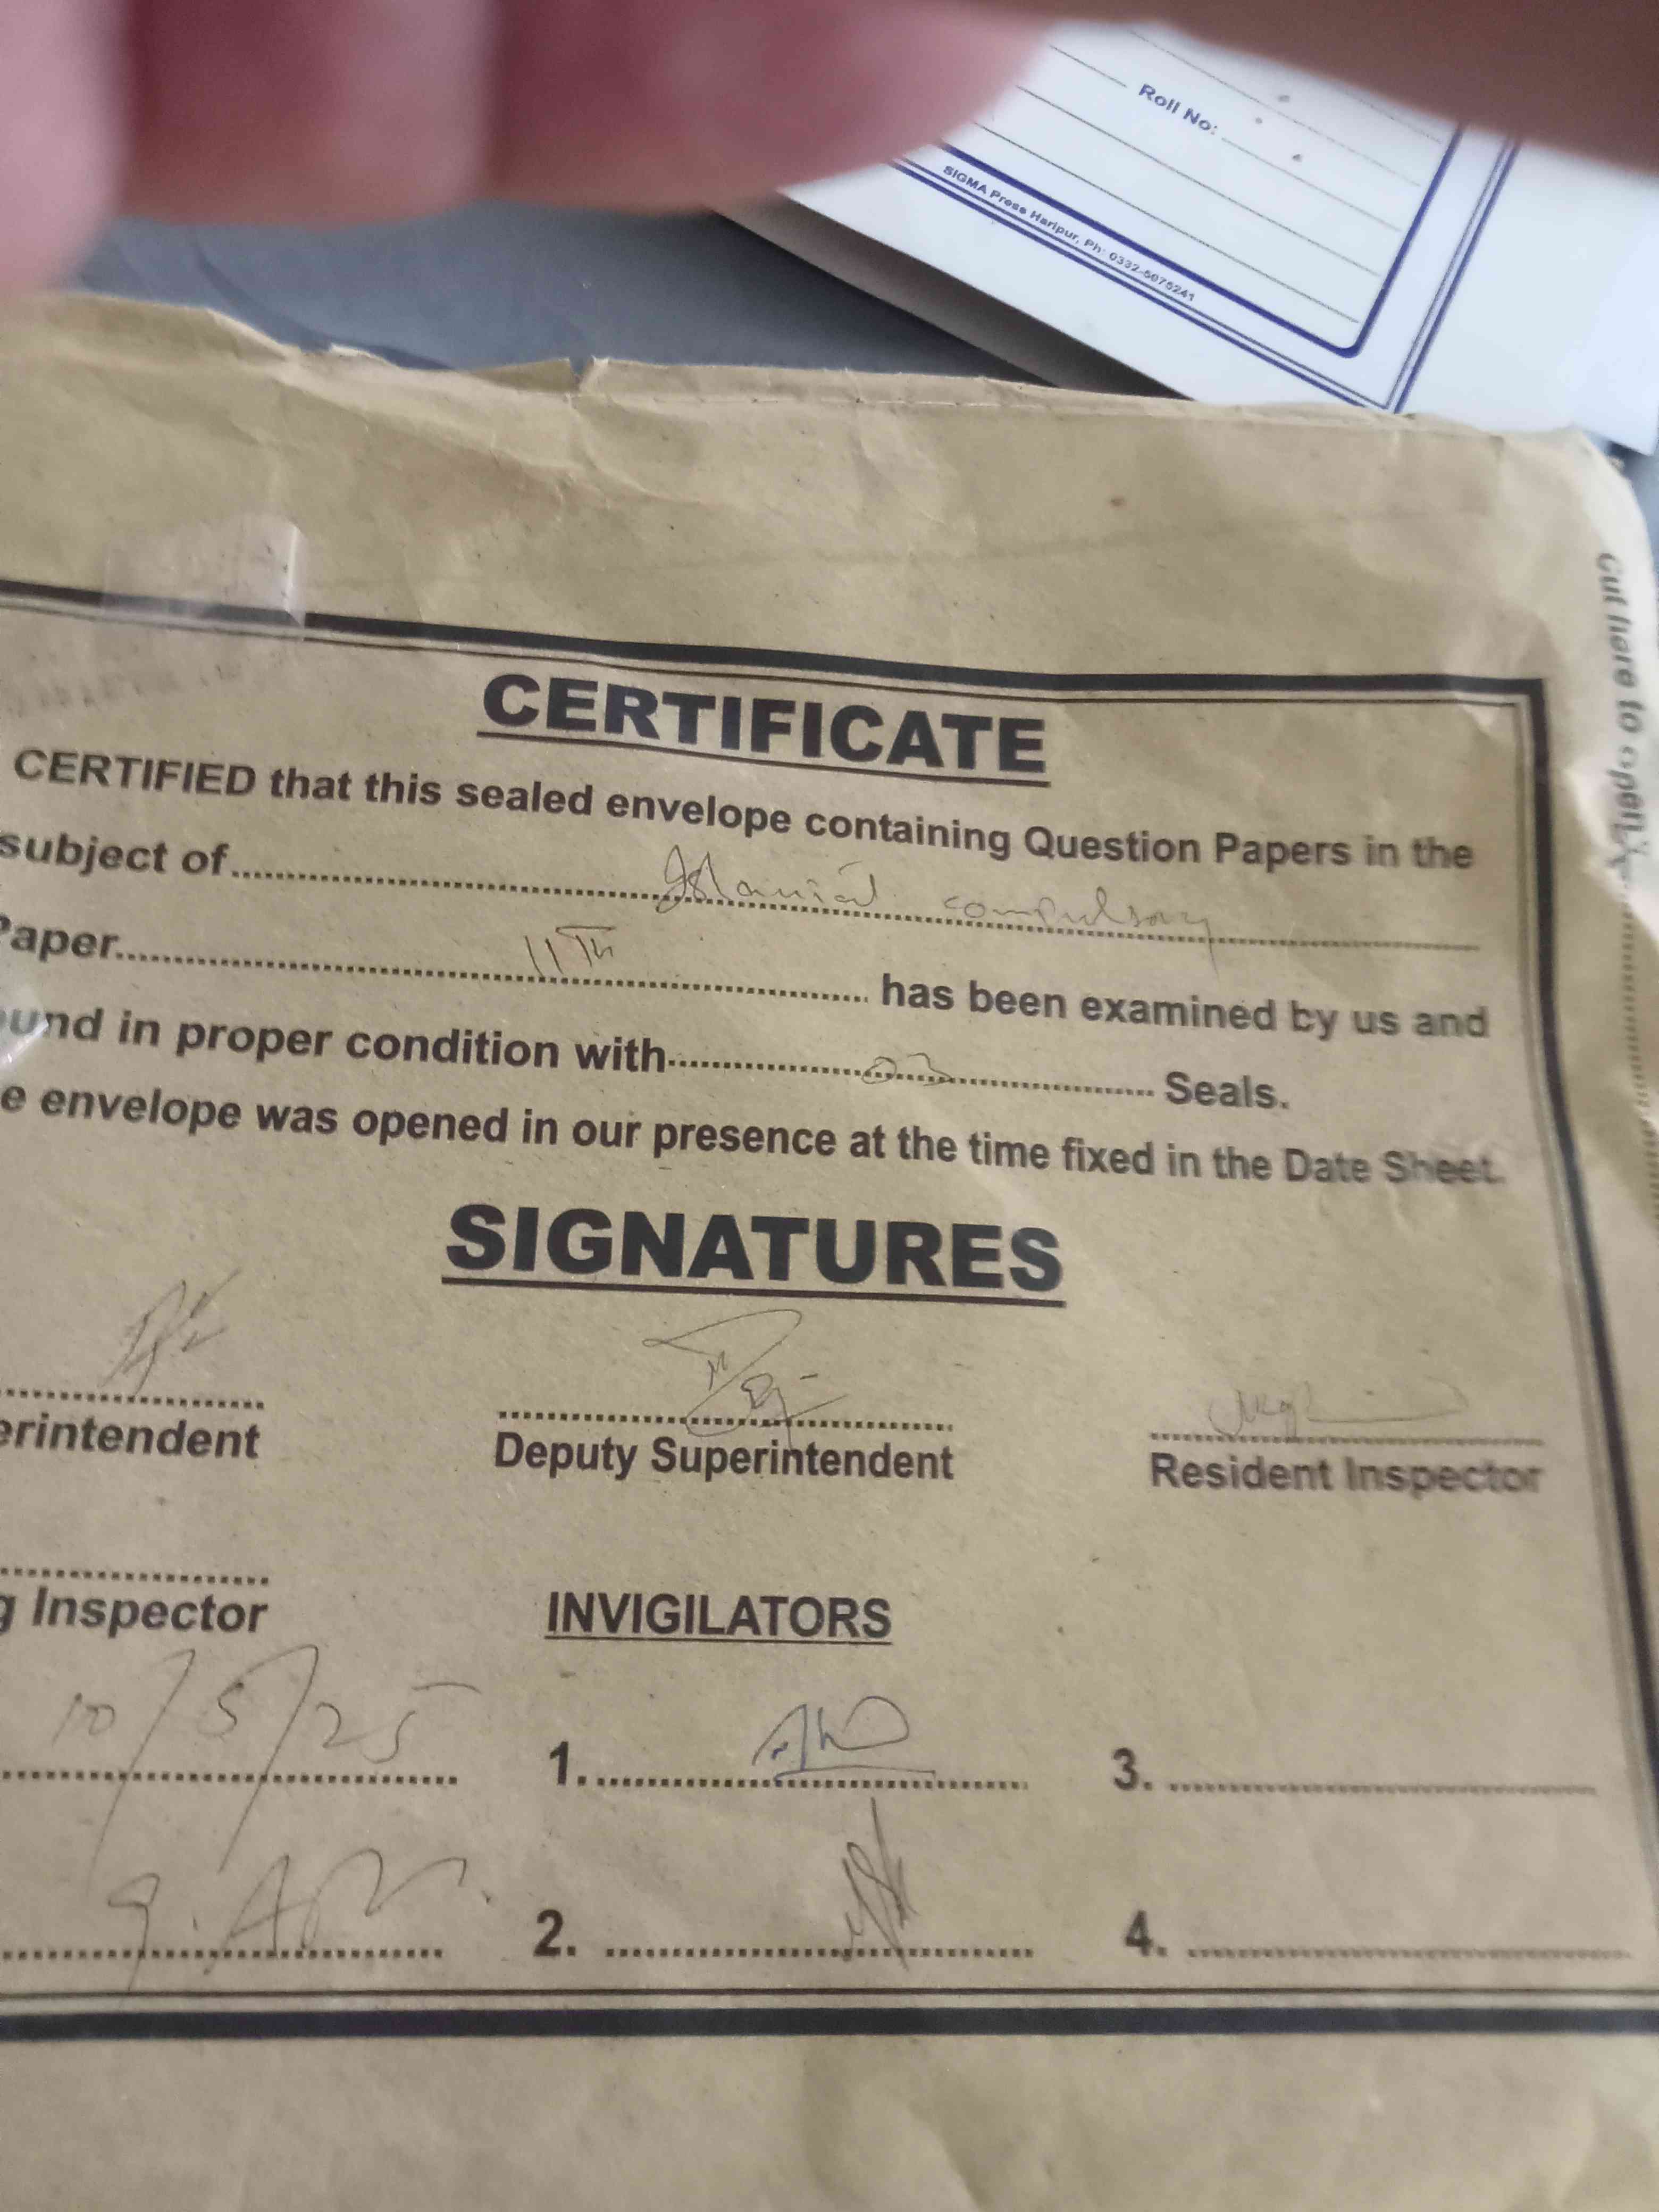 Roll No:
SIGMA Press Haripur, Ph: 0332-5075241
Cut here to open
CERTIFICATE
CERTIFIED that this sealed envelope containing Question Papers in the
subject of Islamiat compulsory
Paper 11Th has been examined by us and
und in proper condition with 03 Seals.
e envelope was opened in our presence at the time fixed in the Date Sheet.
SIGNATURES
erintendent Deputy Superintendent Resident Inspector
g Inspector INVIGILATORS
10/5/25 1. 3.
9. AM 2. 4.